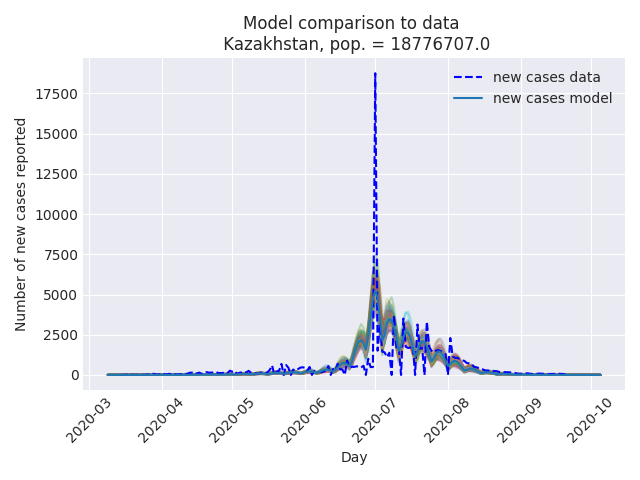 Model comparison to data
Kazakhstan, pop. = 18776707.0
new cases data
new cases model
Number of new cases reported
17500
15000
12500
10000
7500
5000
2500
0
2020-03
2020-04
2020-05
2020-06
2020-07
2020-08
2020-09
2020-10
Day